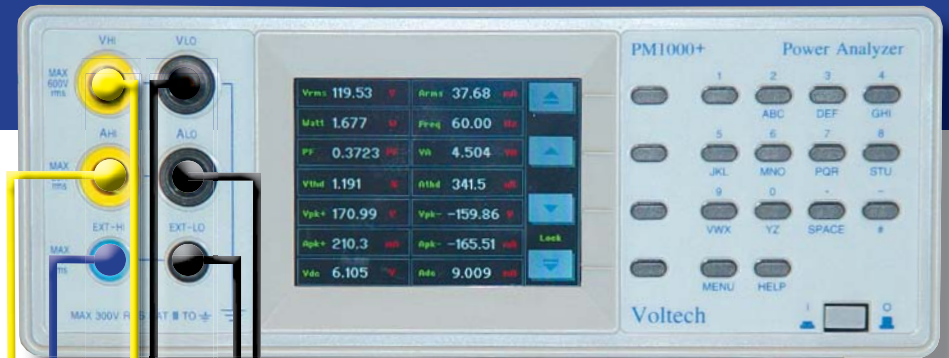 VHI VLO
PM1000+ Power Analyzer
MAX
600V
rms
1 2 3 4
ABC DEF GHI
Vrms 119.53 V Arms 37.68 mA
Watt 1.677 W Freq 60.00 Hz
AHI ALO
5 6 7 8
JKL MNO PQR STU
PF 0.3723 PF VA 4.504 VA
MAX
rms
Vthd 1.191 % Athd 341.5
9 0
VWX YZ SPACE #
Vpk+ 170.99 V Vpk- -159.86 V
EXT-HI EXT-LO
Apk+ 210.3 mA Apk- -165.51 mA
Lock
MAX
rms
Vdc 6.105 V Adc 9.009 mA
MENU HELP
MAX 300V TO
Voltech
I O